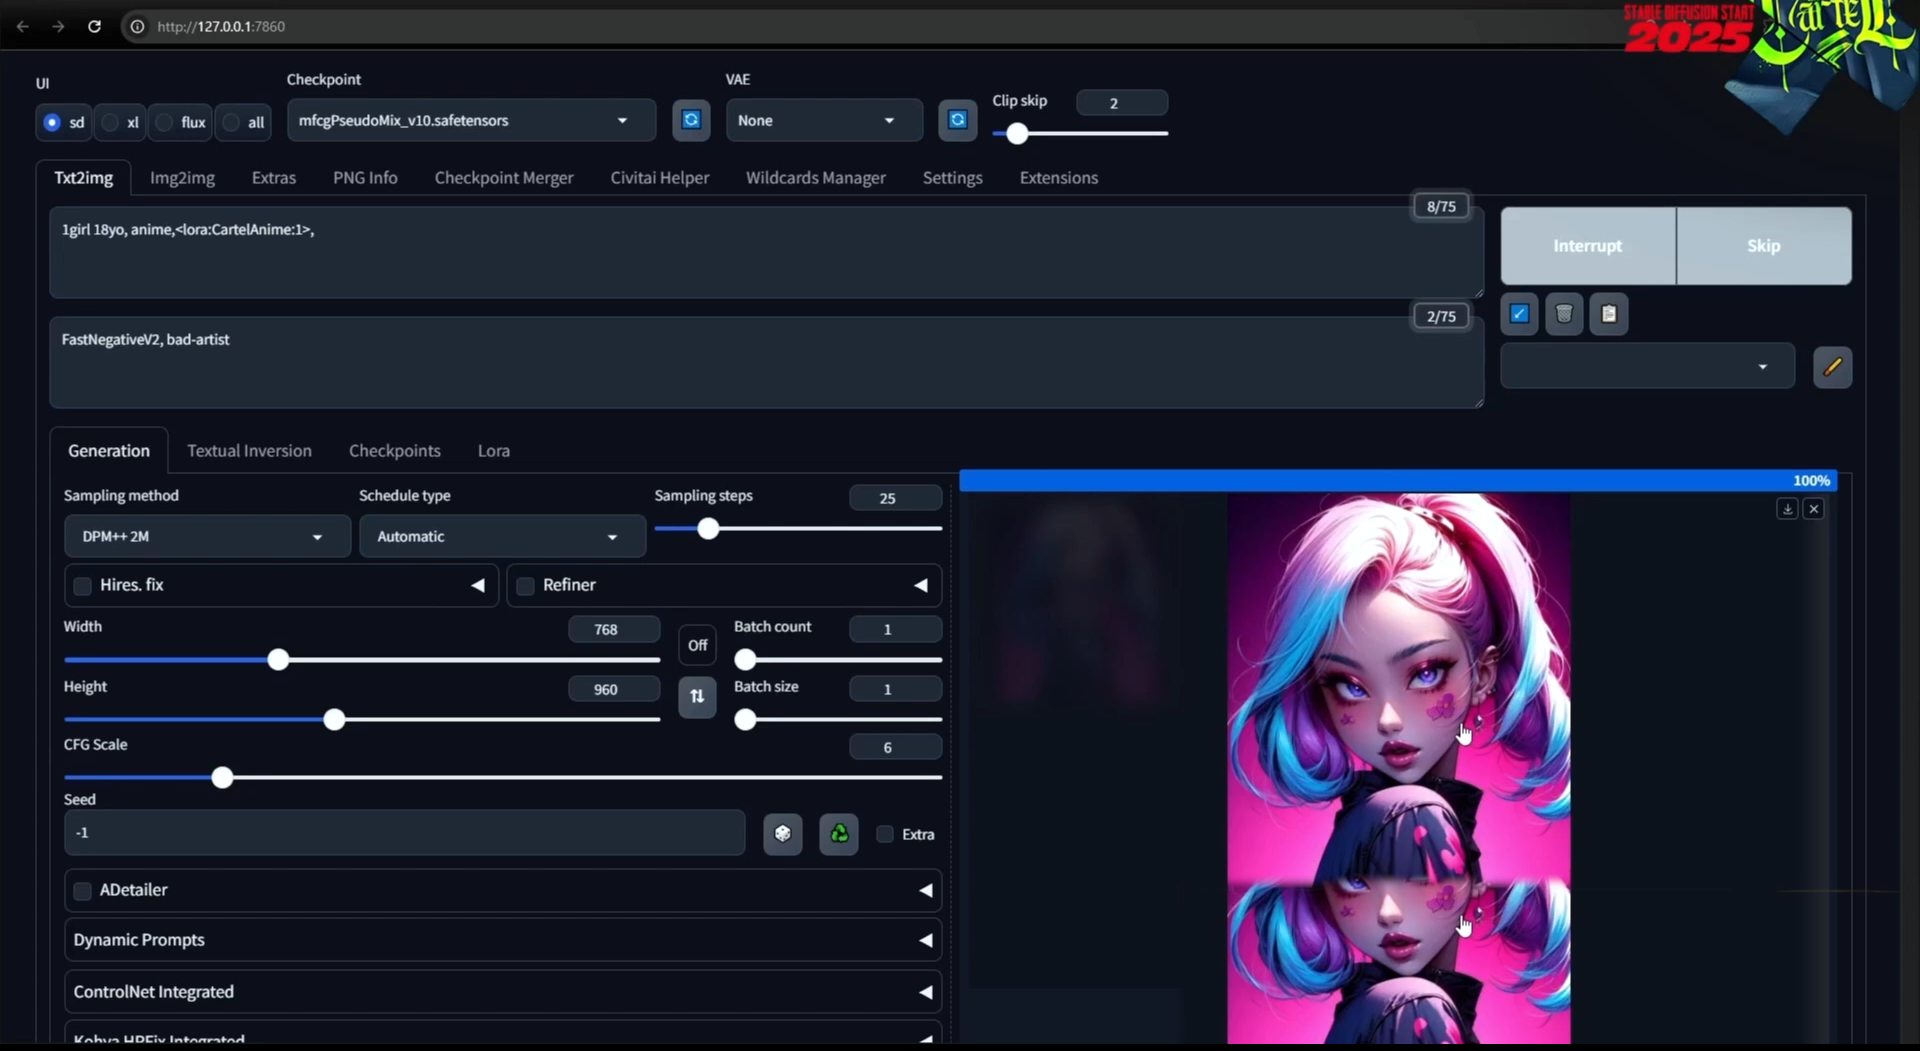 http://127.0.0.1:7860
STABLE DIFFUSION START
2025
CARTEL
UI
Checkpoint
VAE
Clip skip
2
sd
xl
flux
all
mfcgPseudoMix_v10.safetensors
None
Txt2img
Img2img
Extras
PNG Info
Checkpoint Merger
Civitai Helper
Wildcards Manager
Settings
Extensions
8/75
1girl 18yo, anime,<lora:CartelAnime:1>,
Interrupt
Skip
2/75
FastNegativeV2, bad-artist
Generation
Textual Inversion
Checkpoints
Lora
100%
Sampling method
Schedule type
Sampling steps
25
DPM++ 2M
Automatic
Hires. fix
Refiner
Width
768
Off
Batch count
1
Height
960
Batch size
1
CFG Scale
6
Seed
-1
Extra
ADetailer
Dynamic Prompts
ControlNet Integrated
Kohya HRFix Integrated